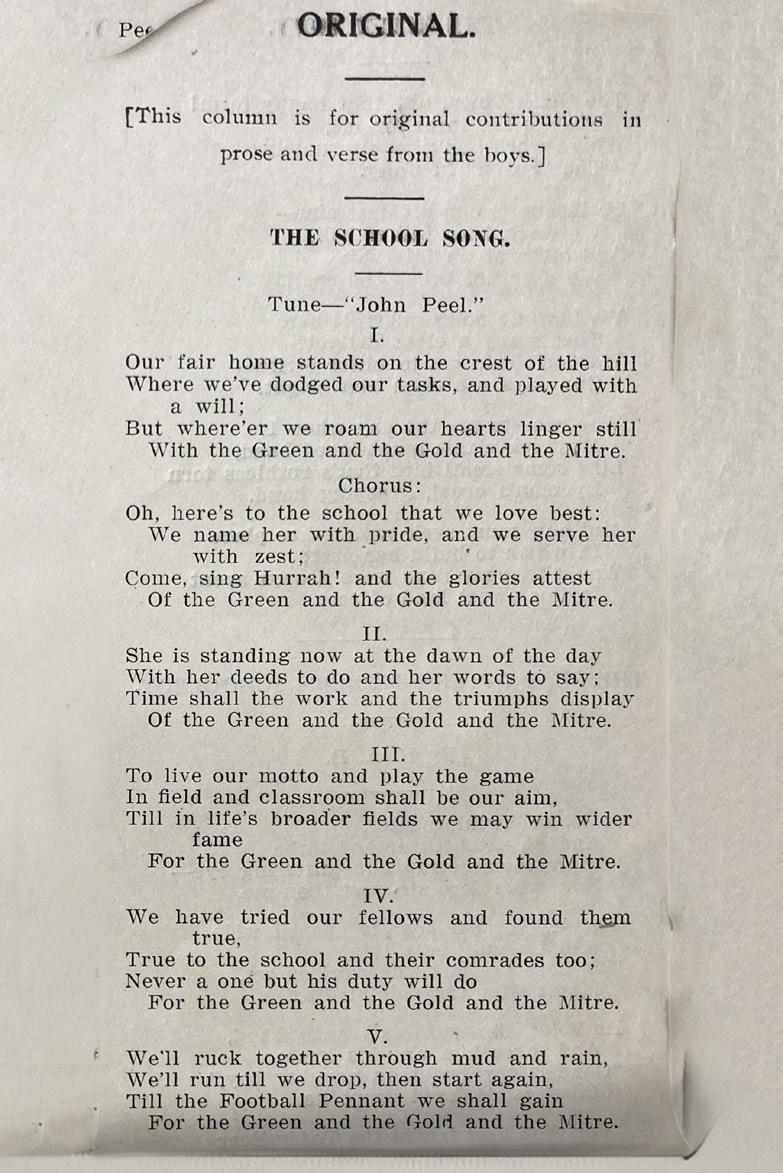 ORIGINAL.
[This column is for original contributions in
prose and verse from the boys.]
THE SCHOOL SONG.
Tune—"John Peel."
I.
Our fair home stands on the crest of the hill
Where we've dodged our tasks, and played with
a will;
But where'er we roam our hearts linger still
With the Green and the Gold and the Mitre.
Chorus:
Oh, here's to the school that we love best:
We name her with pride, and we serve her
with zest;
Come, sing Hurrah! and the glories attest
Of the Green and the Gold and the Mitre.
II.
She is standing now at the dawn of the day
With her deeds to do and her words to say;
Time shall the work and the triumphs display
Of the Green and the Gold and the Mitre.
III.
To live our motto and play the game
In field and classroom shall be our aim,
Till in life's broader fields we may win wider
fame
For the Green and the Gold and the Mitre.
IV.
We have tried our fellows and found them
true,
True to the school and their comrades too;
Never a one but his duty will do
For the Green and the Gold and the Mitre.
V.
We'll ruck together through mud and rain,
We'll run till we drop, then start again,
Till the Football Pennant we shall gain
For the Green and the Gold and the Mitre.